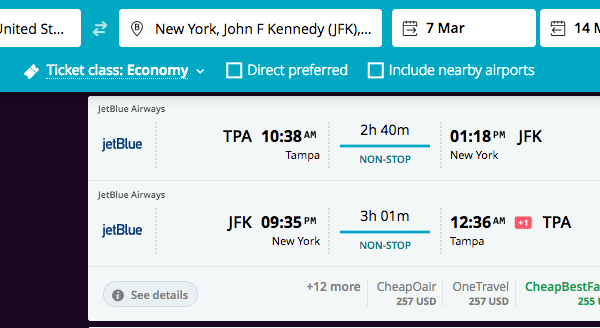 United St...
New York, John F Kennedy (JFK),...
7 Mar
14 M
Ticket class: Economy
Direct preferred
Include nearby airports
JetBlue Airways
jetBlue
TPA 10:38 AM
Tampa
2h 40m
NON-STOP
01:18 PM JFK
New York
JetBlue Airways
jetBlue
JFK 09:35 PM
New York
3h 01m
NON-STOP
12:36 AM +1 TPA
Tampa
i See details
+12 more
CheapOair
257 USD
OneTravel
257 USD
CheapBestFa
255 U